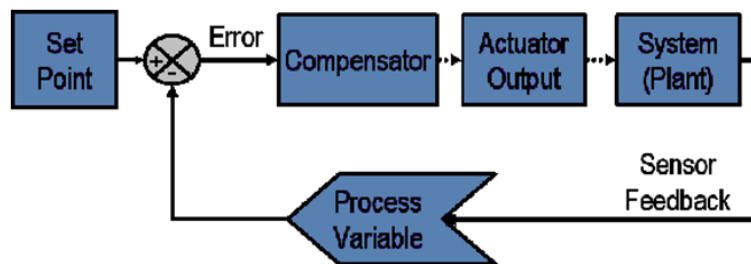 Set
Point
+
-
Error
Compensator
Actuator
Output
System
(Plant)
Sensor
Feedback
Process
Variable